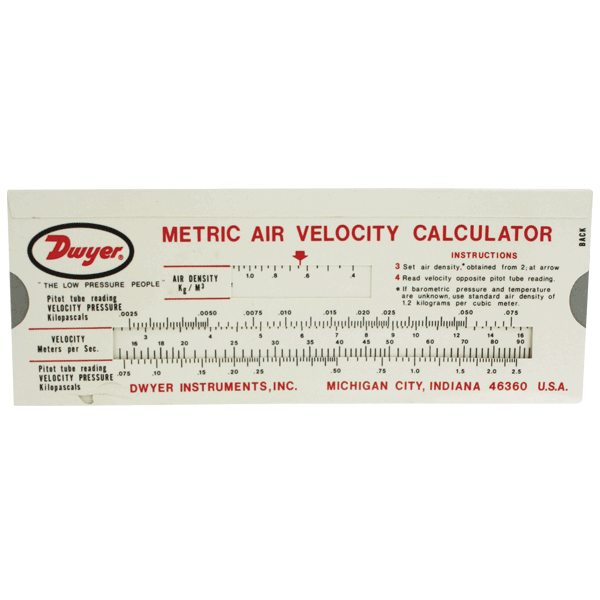 Dwyer®
"THE LOW PRESSURE PEOPLE"
METRIC AIR VELOCITY CALCULATOR
BACK
INSTRUCTIONS
3 Set air density,* obtained from 2; at arrow
4 Read velocity opposite pitot tube reading.
* If barometric pressure and temperature
are unknown, use standard air density of
1.2 kilograms per cubic meter.
AIR DENSITY
Kg / M³
1.0 .8 .6 .4
Pitot tube reading
VELOCITY PRESSURE
Kilopascals
.0025 .0050 .0075 .010 .015 .020 .025 .050 .075
VELOCITY
Meters per Sec.
3 4 5 6 7 8 9 10 12 14 16
16 18 20 25 30 35 40 45 50 60 70 80 90
Pitot tube reading
VELOCITY PRESSURE
Kilopascals
.075 .10 .15 .20 .25 .50 .75 1.0 1.5 2.0 2.5
DWYER INSTRUMENTS, INC. MICHIGAN CITY, INDIANA 46360 U.S.A.